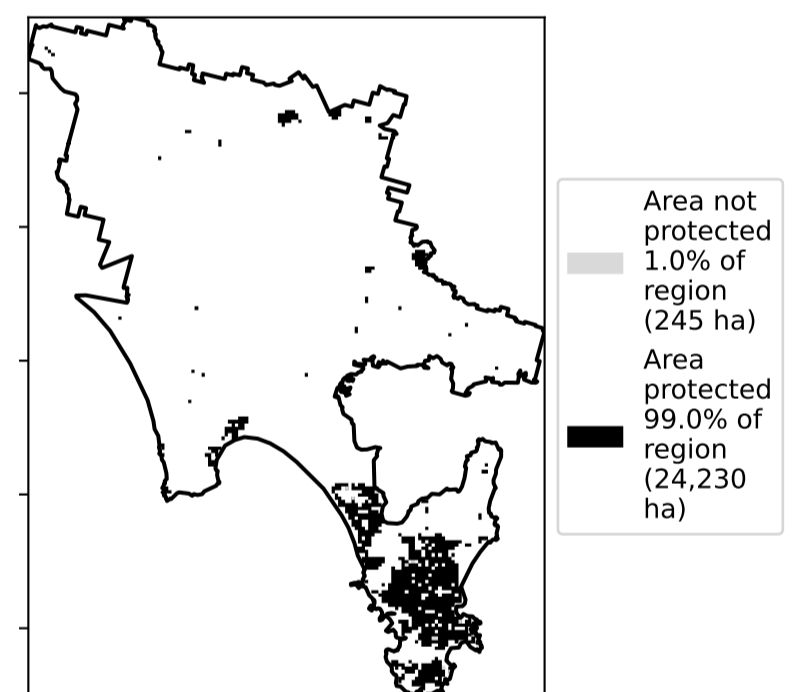 Area not
protected
1.0% of
region
(245 ha)
Area
protected
99.0% of
region
(24,230
ha)